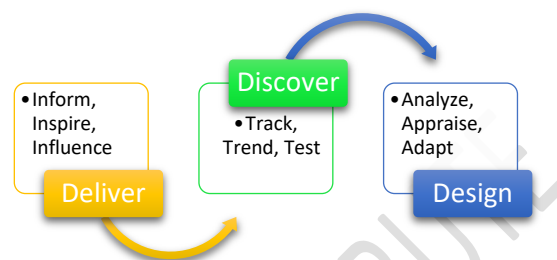 •Inform,
Inspire,
Influence
Deliver
Discover
•Track,
Trend, Test
•Analyze,
Appraise,
Adapt
Design